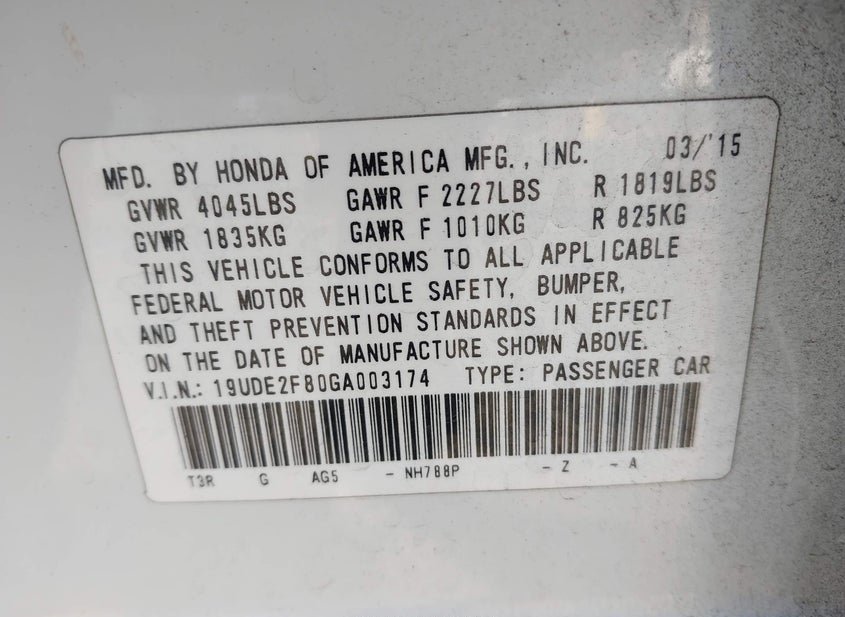 MFD. BY HONDA OF AMERICA MFG., INC. 03/'15
GVWR 4045LBS GAWR F 2227LBS R 1819LBS
GVWR 1835KG GAWR F 1010KG R 825KG
THIS VEHICLE CONFORMS TO ALL APPLICABLE
FEDERAL MOTOR VEHICLE SAFETY, BUMPER,
AND THEFT PREVENTION STANDARDS IN EFFECT
ON THE DATE OF MANUFACTURE SHOWN ABOVE.
V.I.N.: 19UDE2F80GA003174 TYPE: PASSENGER CAR
T3R G AG5 - NH788P - Z - A